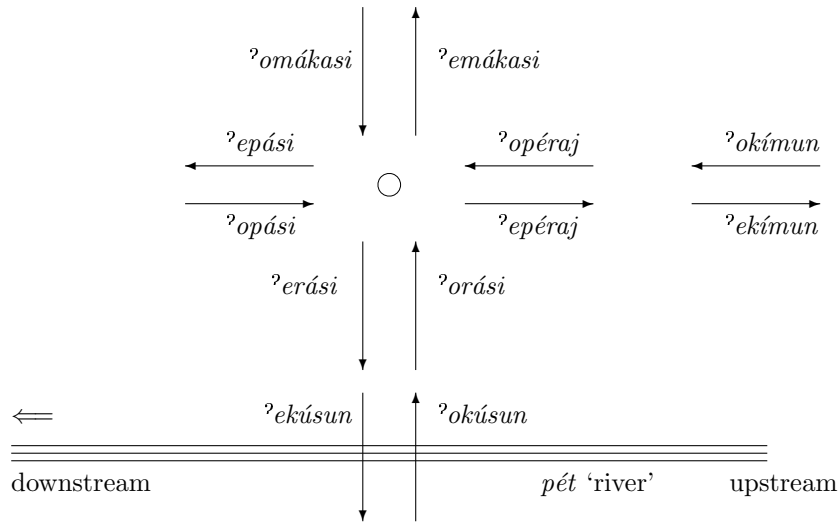 ˀomákasi ˀemákasi
ˀepási ˀopéraj ˀokímun
ˀopási ˀepéraj ˀekímun
ˀerási ˀorási
⇐ ˀekúsun ˀokúsun
downstream pét ‘river’ upstream